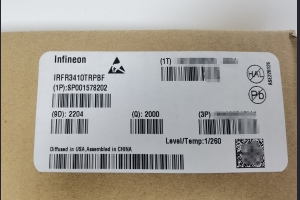 Infineon
(1T)
IRFR3410TRPBF
(1P):SP001578202
(9D): 2204
(Q): 2000
(3P)
Level/Temp:1/260
Diffused in USA,Assembled in CHINA
HAL
Pb